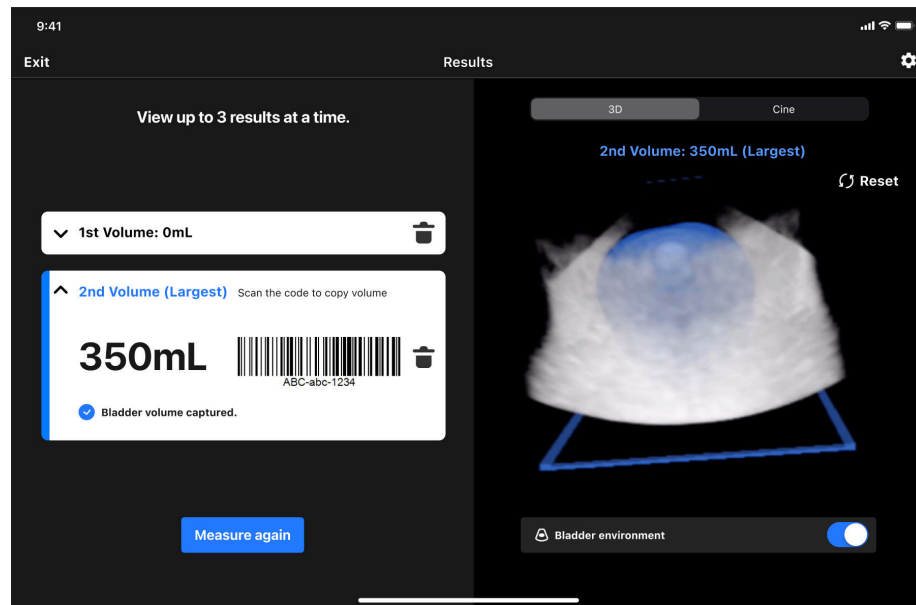 9:41
Exit
Results
View up to 3 results at a time.
1st Volume: 0mL
2nd Volume (Largest) Scan the code to copy volume
350mL
ABC-abc-1234
Bladder volume captured.
Measure again
3D
Cine
2nd Volume: 350mL (Largest)
Reset
Bladder environment